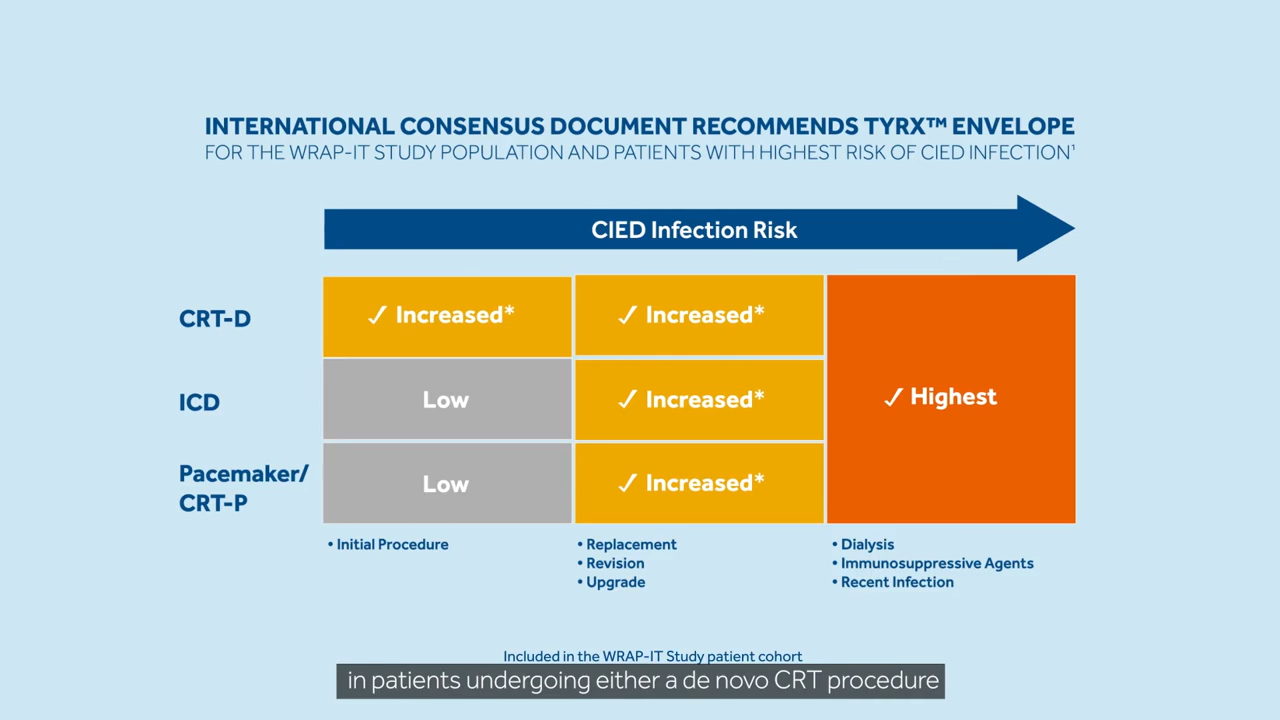 INTERNATIONAL CONSENSUS DOCUMENT RECOMMENDS TYRX™ ENVELOPE
FOR THE WRAP-IT STUDY POPULATION AND PATIENTS WITH HIGHEST RISK OF CIED INFECTION¹
CIED Infection Risk
CRT-D
✓ Increased*
✓ Increased*
✓ Highest
ICD
Low
✓ Increased*
Pacemaker/
CRT-P
Low
✓ Increased*
• Initial Procedure
• Replacement
• Revision
• Upgrade
• Dialysis
• Immunosuppressive Agents
• Recent Infection
Included in the WRAP-IT Study patient cohort
in patients undergoing either a de novo CRT procedure